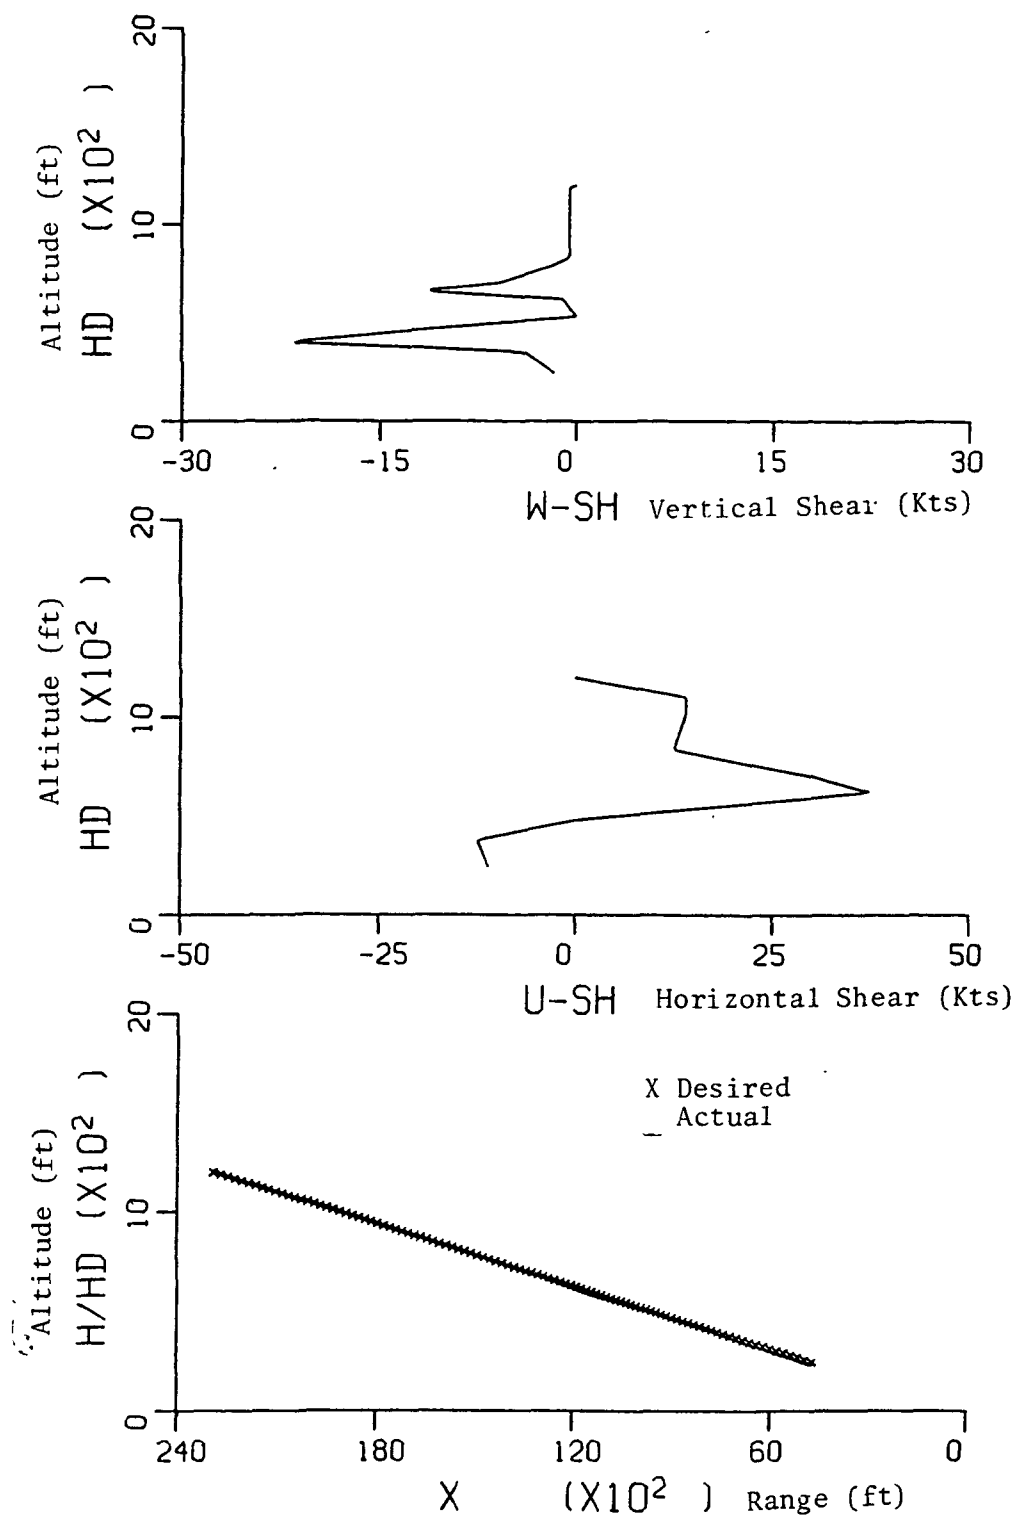 20
10
0
Altitude (ft)
HD (X10² )
-30 -15 0 15 30
W-SH Vertical Shear (Kts)
20
10
0
Altitude (ft)
HD (X10² )
-50 -25 0 25 50
U-SH Horizontal Shear (Kts)
20
10
0
Altitude (ft)
H/HD (X10² )
X Desired
_ Actual
240 180 120 60 0
X (X10² ) Range (ft)